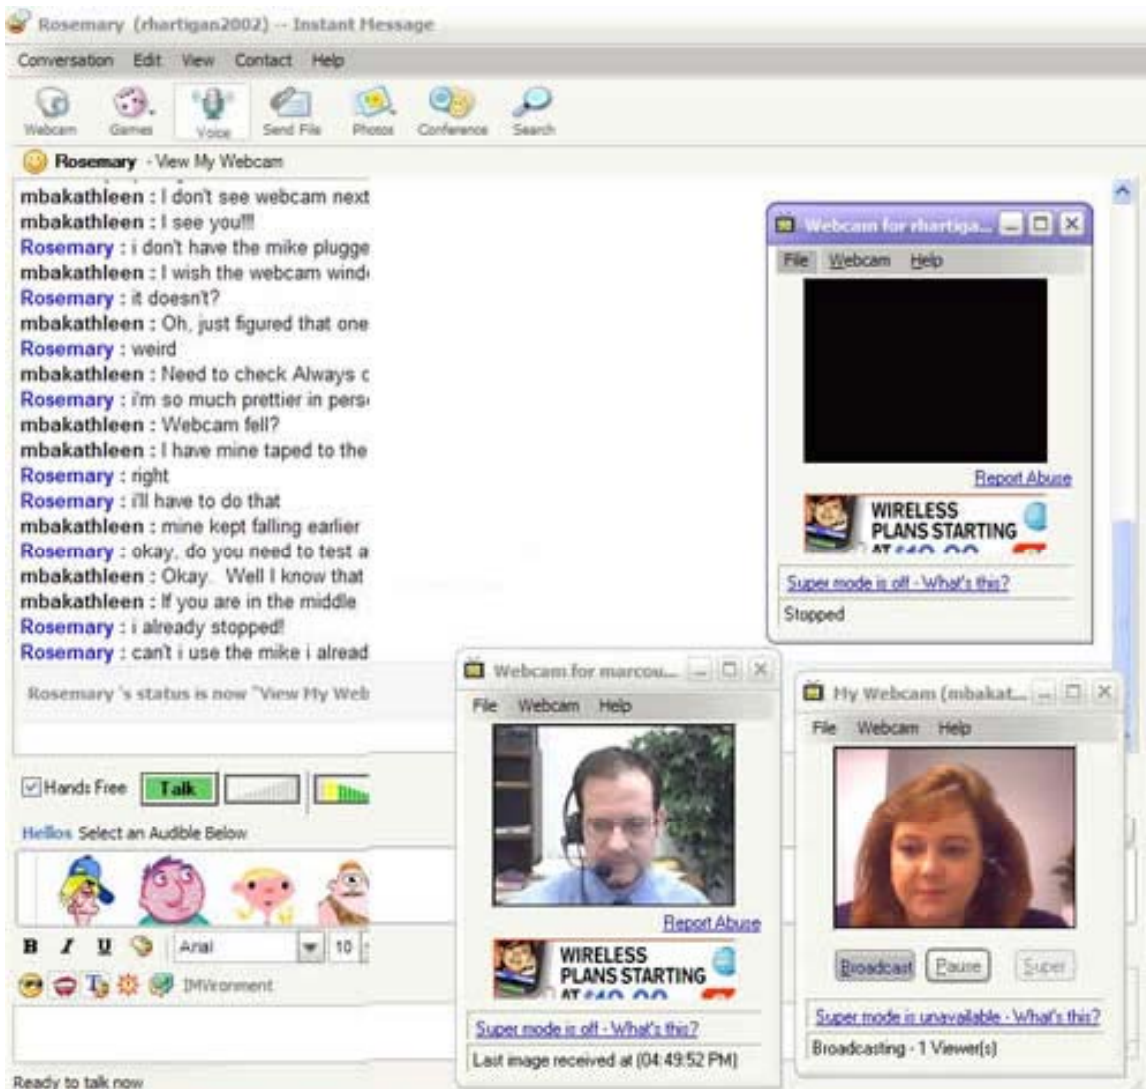 Rosemary (rhartigan2002) -- Instant Message
Conversation Edit View Contact Help
Webcam Games Voice Send File Photos Conference Search
Rosemary - View My Webcam
mbakathleen : I don't see webcam next
mbakathleen : I see you!!!
Rosemary : i don't have the mike plugge
mbakathleen : I wish the webcam wind
Rosemary : it doesn't?
mbakathleen : Oh, just figured that one
Rosemary : weird
mbakathleen : Need to check Always
Rosemary : i'm so much prettier in pers
mbakathleen : Webcam fell?
mbakathleen : I have mine taped to the
Rosemary : right
Rosemary : i'll have to do that
mbakathleen : mine kept falling earlier
Rosemary : okay, do you need to test a
mbakathleen : Okay. Well I know that
mbakathleen : If you are in the middle
Rosemary : i already stopped!
Rosemary : can't i use the mike i alread
Rosemary 's status is now "View My Web
Hands Free Talk
Hellos Select an Audible Below
B I U Arial 10
IMVironment
Ready to talk now
Webcam for rhartiga...
File Webcam Help
Report Abuse
WIRELESS
PLANS STARTING
AT
Super mode is off - What's this?
Stopped
Webcam for marcou...
File Webcam Help
Report Abuse
WIRELESS
PLANS STARTING
AT
Super mode is off - What's this?
Last image received at (04:49:52 PM)
My Webcam (mbakat...
File Webcam Help
Broadcast Pause Super
Super mode is unavailable - What's this?
Broadcasting - 1 Viewer(s)